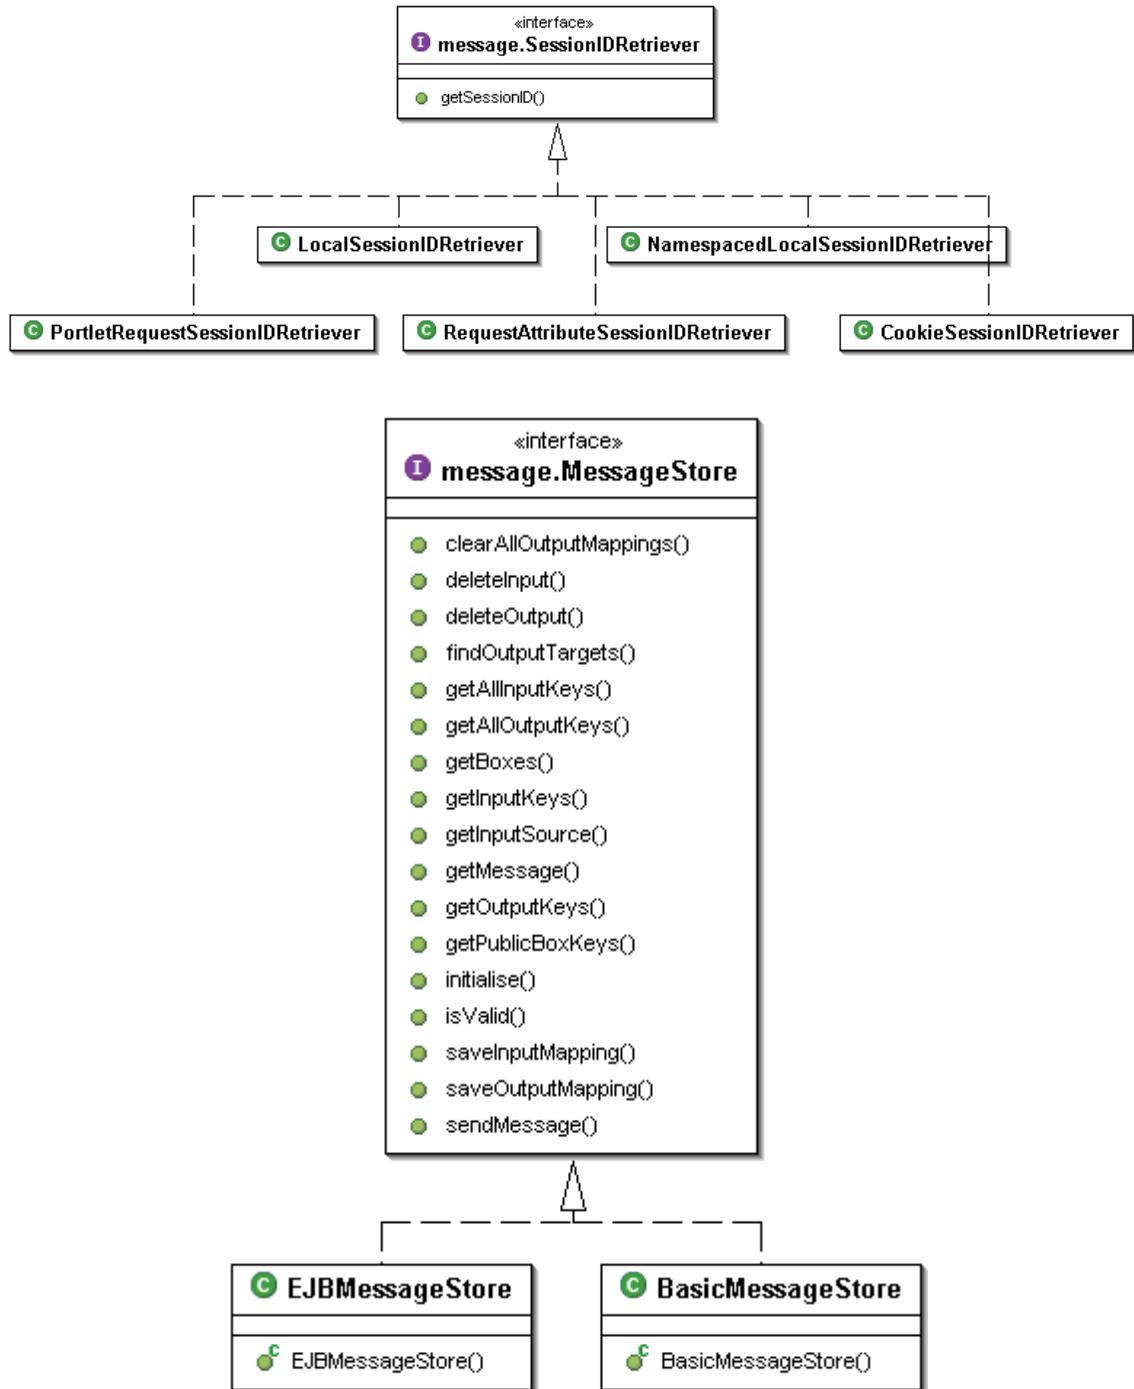 «interface»
I message.SessionIDRetriever
getSessionID()
C LocalSessionIDRetriever
C NamespacedLocalSessionIDRetriever
C PortletRequestSessionIDRetriever
C RequestAttributeSessionIDRetriever
C CookieSessionIDRetriever
«interface»
I message.MessageStore
clearAllOutputMappings()
deleteInput()
deleteOutput()
findOutputTargets()
getAllInputKeys()
getAllOutputKeys()
getBoxes()
getInputKeys()
getInputSource()
getMessage()
getOutputKeys()
getPublicBoxKeys()
initialise()
isValid()
saveInputMapping()
saveOutputMapping()
sendMessage()
C EJBMessageStore
C EJBMessageStore()
C BasicMessageStore
C BasicMessageStore()